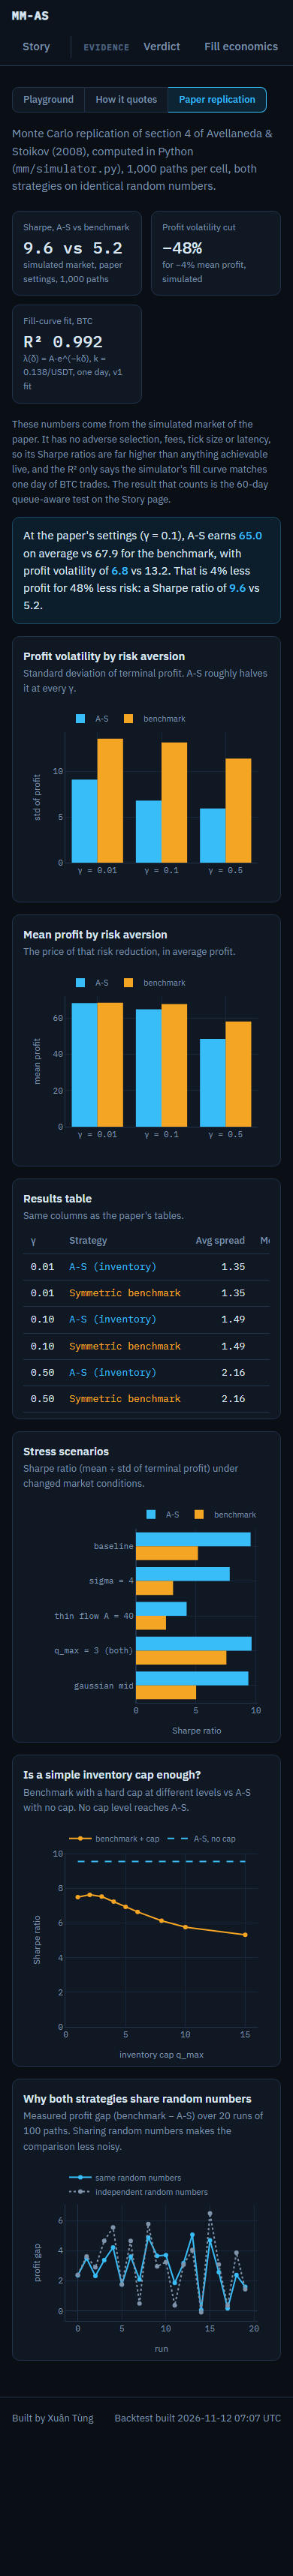 MM-AS
Story EVIDENCE Verdict Fill economics
Playground How it quotes Paper replication
Monte Carlo replication of section 4 of Avellaneda &
Stoikov (2008), computed in Python
(mm/simulator.py), 1,000 paths per cell, both
strategies on identical random numbers.
Sharpe, A-S vs benchmark
9.6 vs 5.2
simulated market, paper
settings, 1,000 paths
Profit volatility cut
−48%
for −4% mean profit,
simulated
Fill-curve fit, BTC
R² 0.992
λ(δ) = A·e^(−kδ), k =
0.138/USDT, one day, v1
fit
These numbers come from the simulated market of the
paper. It has no adverse selection, fees, tick size or latency,
so its Sharpe ratios are far higher than anything achievable
live, and the R² only says the simulator's fill curve matches
one day of BTC trades. The result that counts is the 60-day
queue-aware test on the Story page.
At the paper's settings (γ = 0.1), A-S earns 65.0
on average vs 67.9 for the benchmark, with
profit volatility of 6.8 vs 13.2. That is 4% less
profit for 48% less risk: a Sharpe ratio of 9.6 vs
5.2.
Profit volatility by risk aversion
Standard deviation of terminal profit. A-S roughly halves
it at every γ.
A-S benchmark
std of profit
10
5
0
γ = 0.01 γ = 0.1 γ = 0.5
Mean profit by risk aversion
The price of that risk reduction, in average profit.
A-S benchmark
mean profit
60
40
20
0
γ = 0.01 γ = 0.1 γ = 0.5
Results table
Same columns as the paper's tables.
γ Strategy Avg spread
0.01 A-S (inventory) 1.35
0.01 Symmetric benchmark 1.35
0.10 A-S (inventory) 1.49
0.10 Symmetric benchmark 1.49
0.50 A-S (inventory) 2.16
0.50 Symmetric benchmark 2.16
Stress scenarios
Sharpe ratio (mean ÷ std of terminal profit) under
changed market conditions.
A-S benchmark
baseline
sigma = 4
thin flow A = 40
q_max = 3 (both)
gaussian mid
0 5 10
Sharpe ratio
Is a simple inventory cap enough?
Benchmark with a hard cap at different levels vs A-S
with no cap. No cap level reaches A-S.
benchmark + cap A-S, no cap
Sharpe ratio
10
8
6
4
2
0
0 5 10 15
inventory cap q_max
Why both strategies share random numbers
Measured profit gap (benchmark − A-S) over 20 runs of
100 paths. Sharing random numbers makes the
comparison less noisy.
same random numbers
independent random numbers
profit gap
6
4
2
0
0 5 10 15 20
run
Built by Xuân Tùng Backtest built 2026-11-12 07:07 UTC